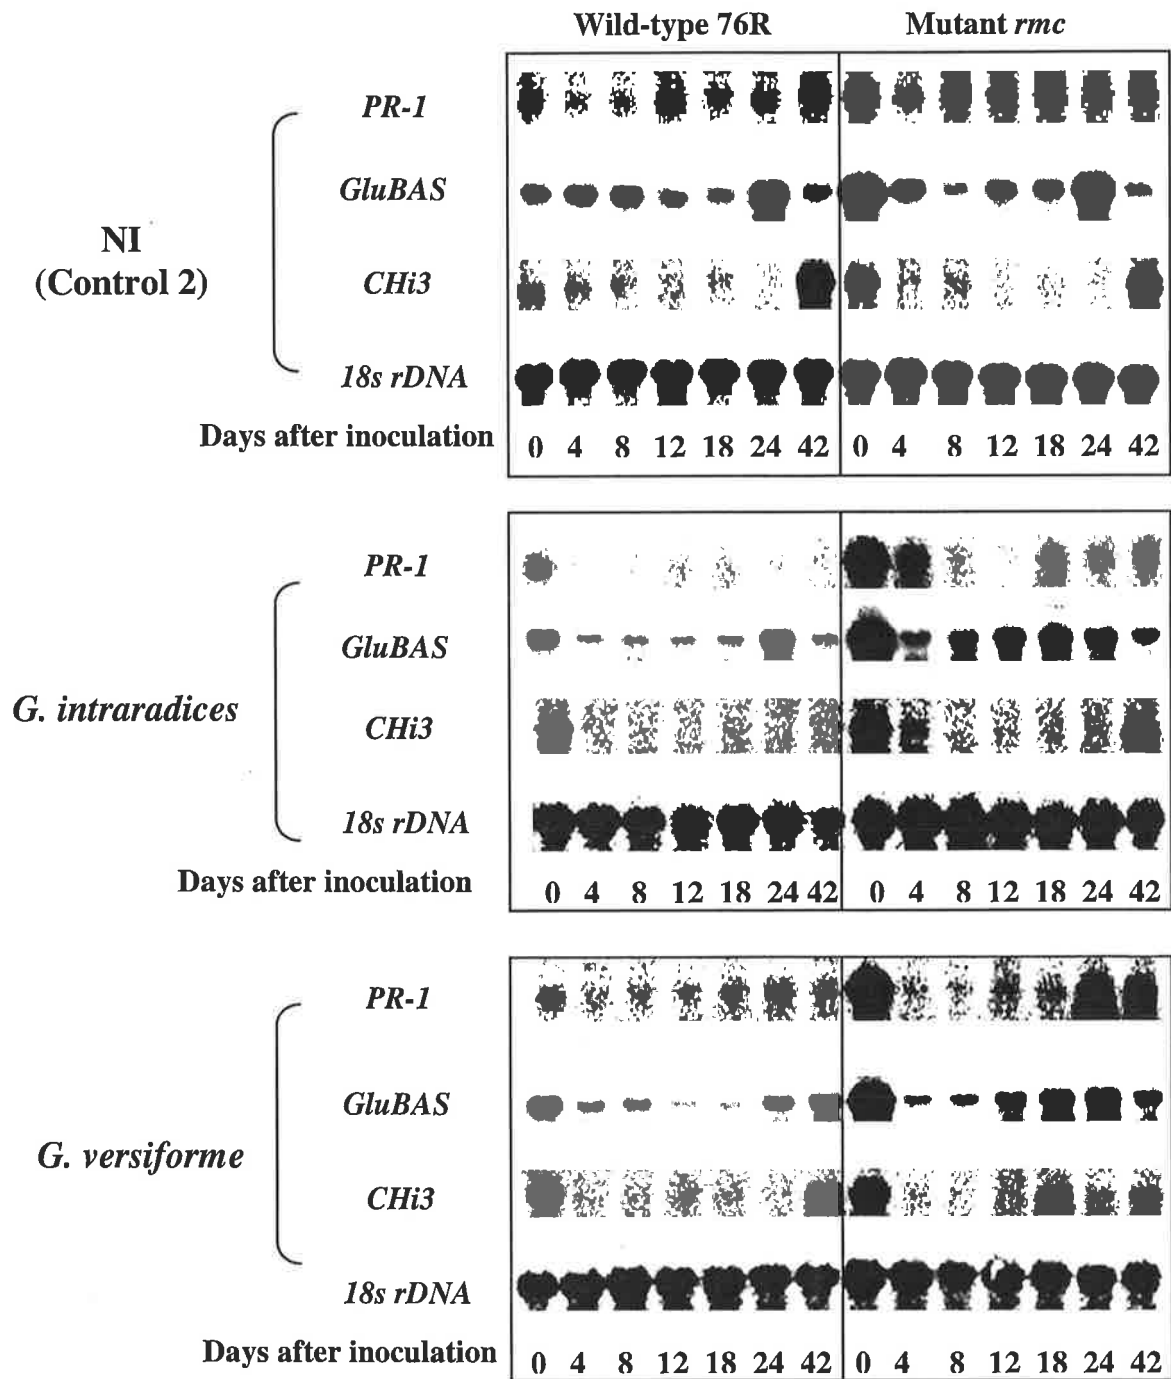 Wild-type 76R Mutant rmc
PR-1
GluBAS
NI
(Control 2)
CHi3
18s rDNA
Days after inoculation 0 4 8 12 18 24 42 0 4 8 12 18 24 42
PR-1
GluBAS
G. intraradices
CHi3
18s rDNA
Days after inoculation 0 4 8 12 18 24 42 0 4 8 12 18 24 42
PR-1
GluBAS
G. versiforme
CHi3
18s rDNA
Days after inoculation 0 4 8 12 18 24 42 0 4 8 12 18 24 42